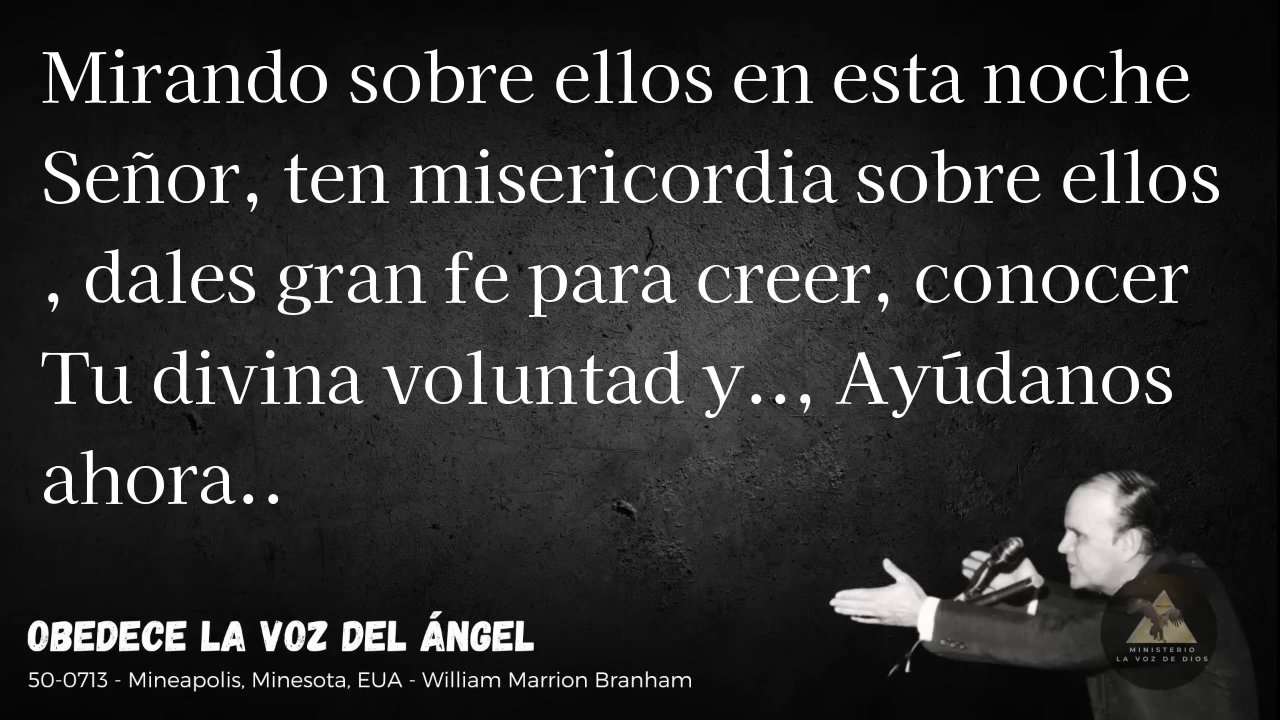 Mirando sobre ellos en esta noche
Señor, ten misericordia sobre ellos
, dales gran fe para creer, conocer
Tu divina voluntad y.., Ayúdanos
ahora..
OBEDECE LA VOZ DEL ÁNGEL
50-0713 - Mineapolis, Minesota, EUA - William Marrion Branham
MINISTERIO
LA VOZ DE DIOS